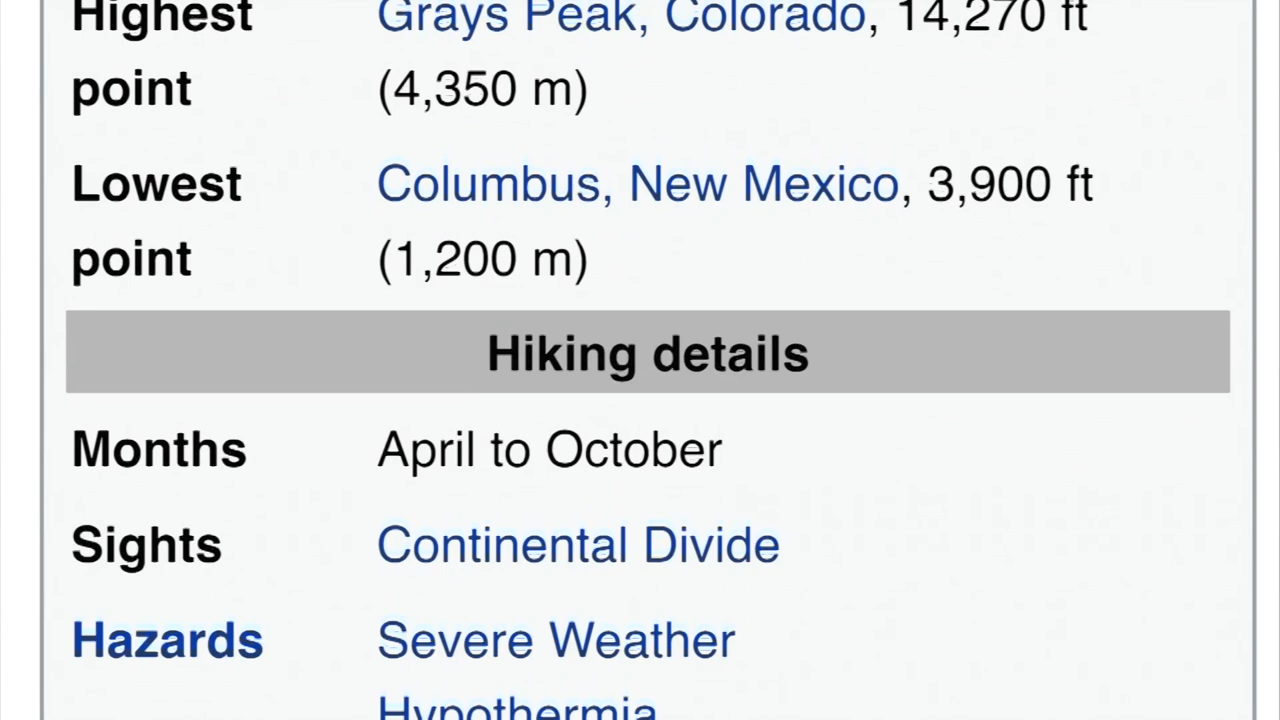 Highest Grays Peak, Colorado, 14,270 ft
point (4,350 m)
Lowest Columbus, New Mexico, 3,900 ft
point (1,200 m)
Hiking details
Months April to October
Sights Continental Divide
Hazards Severe Weather
Hypothermia